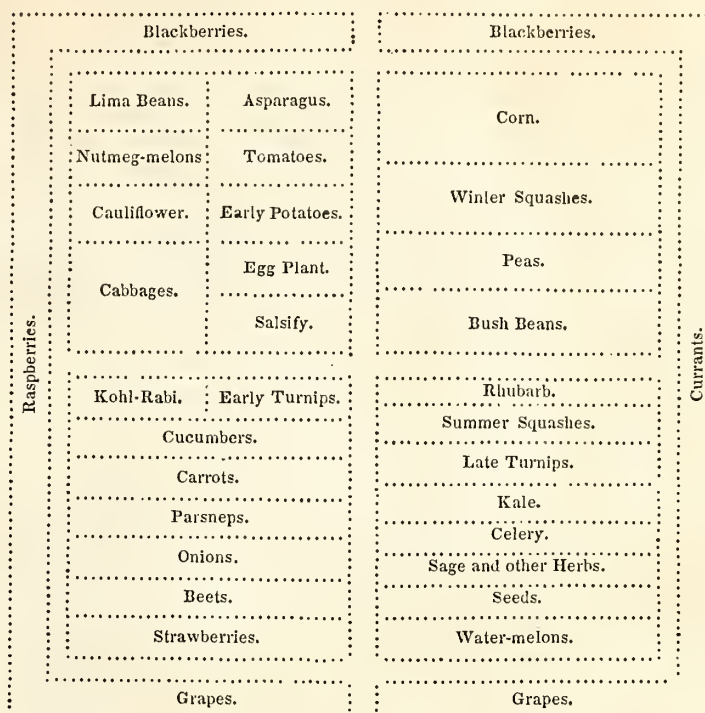 Blackberries.
Blackberries.
Raspberries.
Lima Beans.
Asparagus.
Nutmeg-melons
Tomatoes.
Cauliflower.
Early Potatoes.
Cabbages.
Egg Plant.
Salsify.
Kohl-Rabi.
Early Turnips.
Cucumbers.
Carrots.
Parsneps.
Onions.
Beets.
Strawberries.
Grapes.
Corn.
Winter Squashes.
Peas.
Bush Beans.
Rhubarb.
Summer Squashes.
Late Turnips.
Kale.
Celery.
Sage and other Herbs.
Seeds.
Water-melons.
Currants.
Grapes.